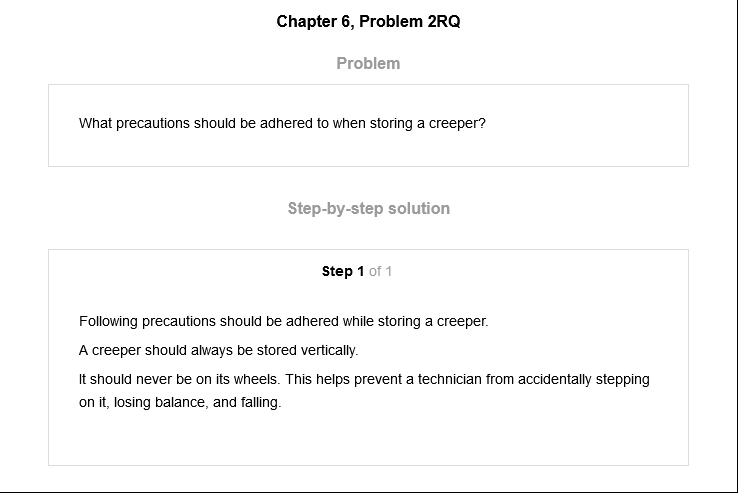 Chapter 6, Problem 2RQ
Problem
What precautions should be adhered to when storing a creeper?
Step-by-step solution
Step 1 of 1
Following precautions should be adhered while storing a creeper.
A creeper should always be stored vertically.
It should never be on its wheels. This helps prevent a technician from accidentally stepping
on it, losing balance, and falling.